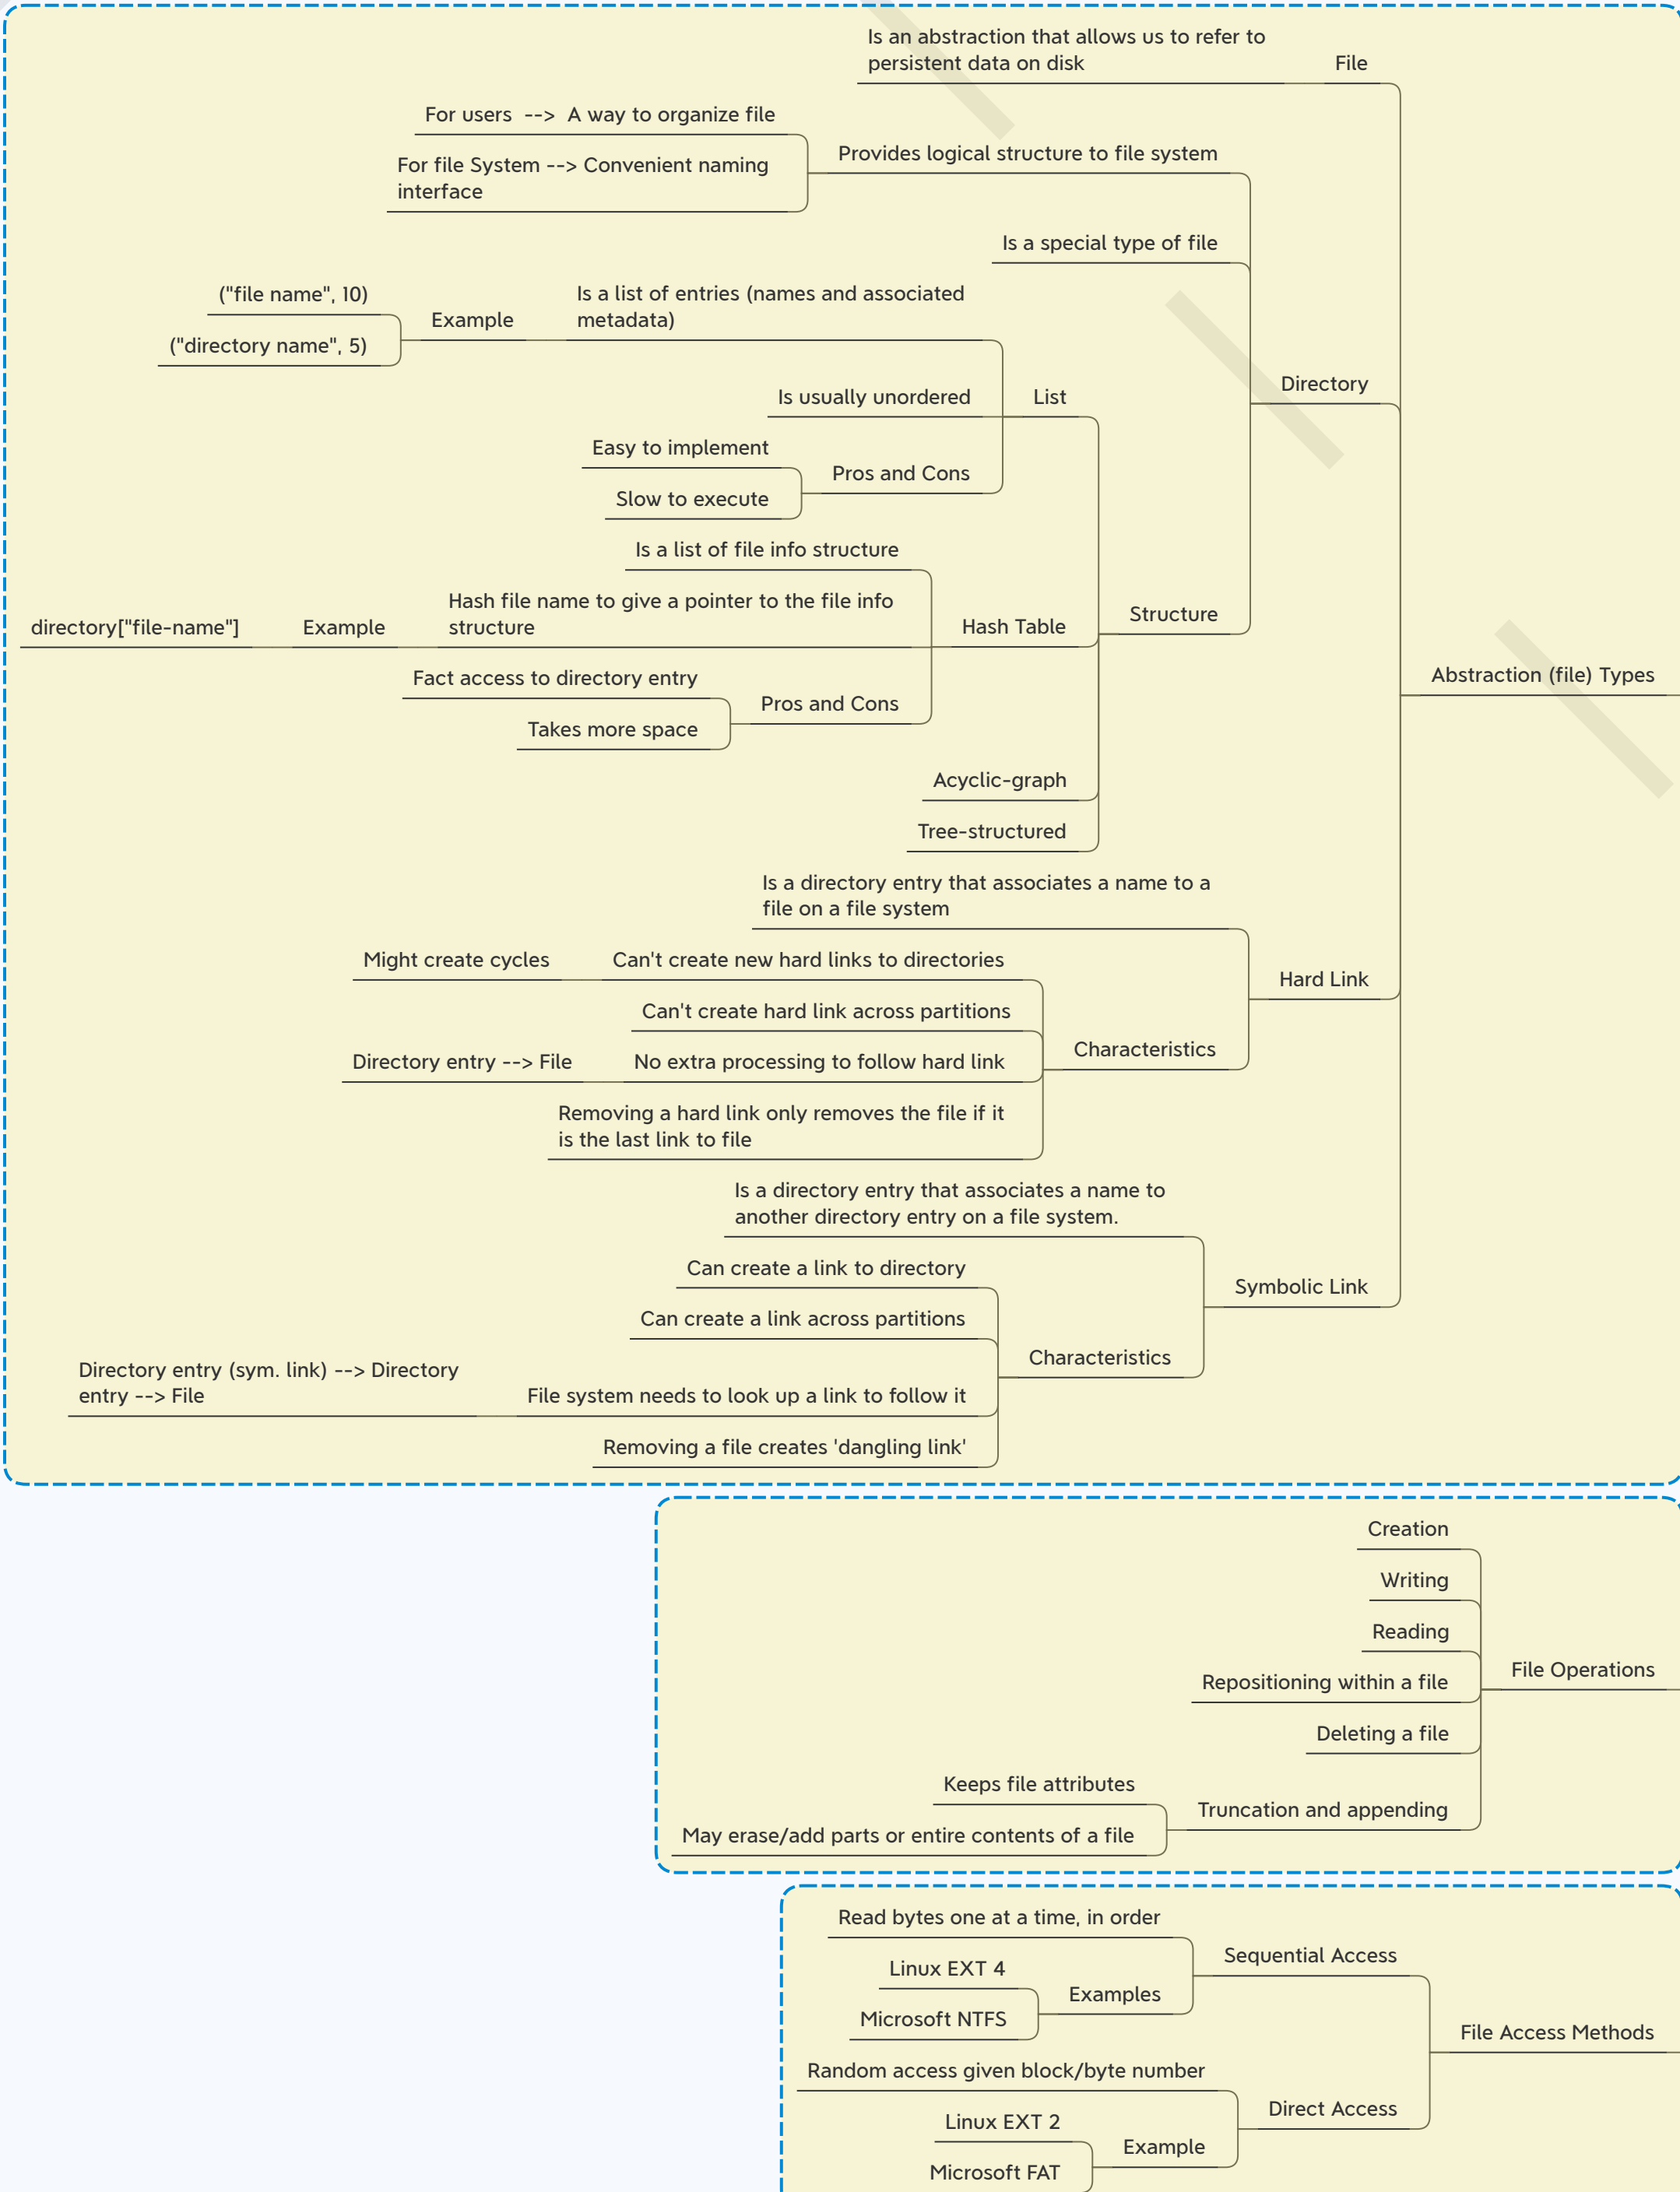 Is an abstraction that allows us to refer to
persistent data on disk
File
For users --> A way to organize file
For file System --> Convenient naming
interface
Provides logical structure to file system
Is a special type of file
("file name", 10)
("directory name", 5)
Example
Is a list of entries (names and associated
metadata)
Is usually unordered
List
Easy to implement
Slow to execute
Pros and Cons
Directory
Is a list of file info structure
directory["file-name"]
Example
Hash file name to give a pointer to the file info
structure
Hash Table
Structure
Fact access to directory entry
Takes more space
Pros and Cons
Abstraction (file) Types
Acyclic-graph
Tree-structured
Is a directory entry that associates a name to a
file on a file system
Might create cycles
Can't create new hard links to directories
Hard Link
Can't create hard link across partitions
Directory entry --> File
No extra processing to follow hard link
Characteristics
Removing a hard link only removes the file if it
is the last link to file
Is a directory entry that associates a name to
another directory entry on a file system.
Can create a link to directory
Symbolic Link
Can create a link across partitions
Characteristics
Directory entry (sym. link) --> Directory
entry --> File
File system needs to look up a link to follow it
Removing a file creates 'dangling link'
Creation
Writing
Reading
Repositioning within a file
File Operations
Deleting a file
Keeps file attributes
May erase/add parts or entire contents of a file
Truncation and appending
Read bytes one at a time, in order
Sequential Access
Linux EXT 4
Microsoft NTFS
Examples
File Access Methods
Random access given block/byte number
Direct Access
Linux EXT 2
Microsoft FAT
Example